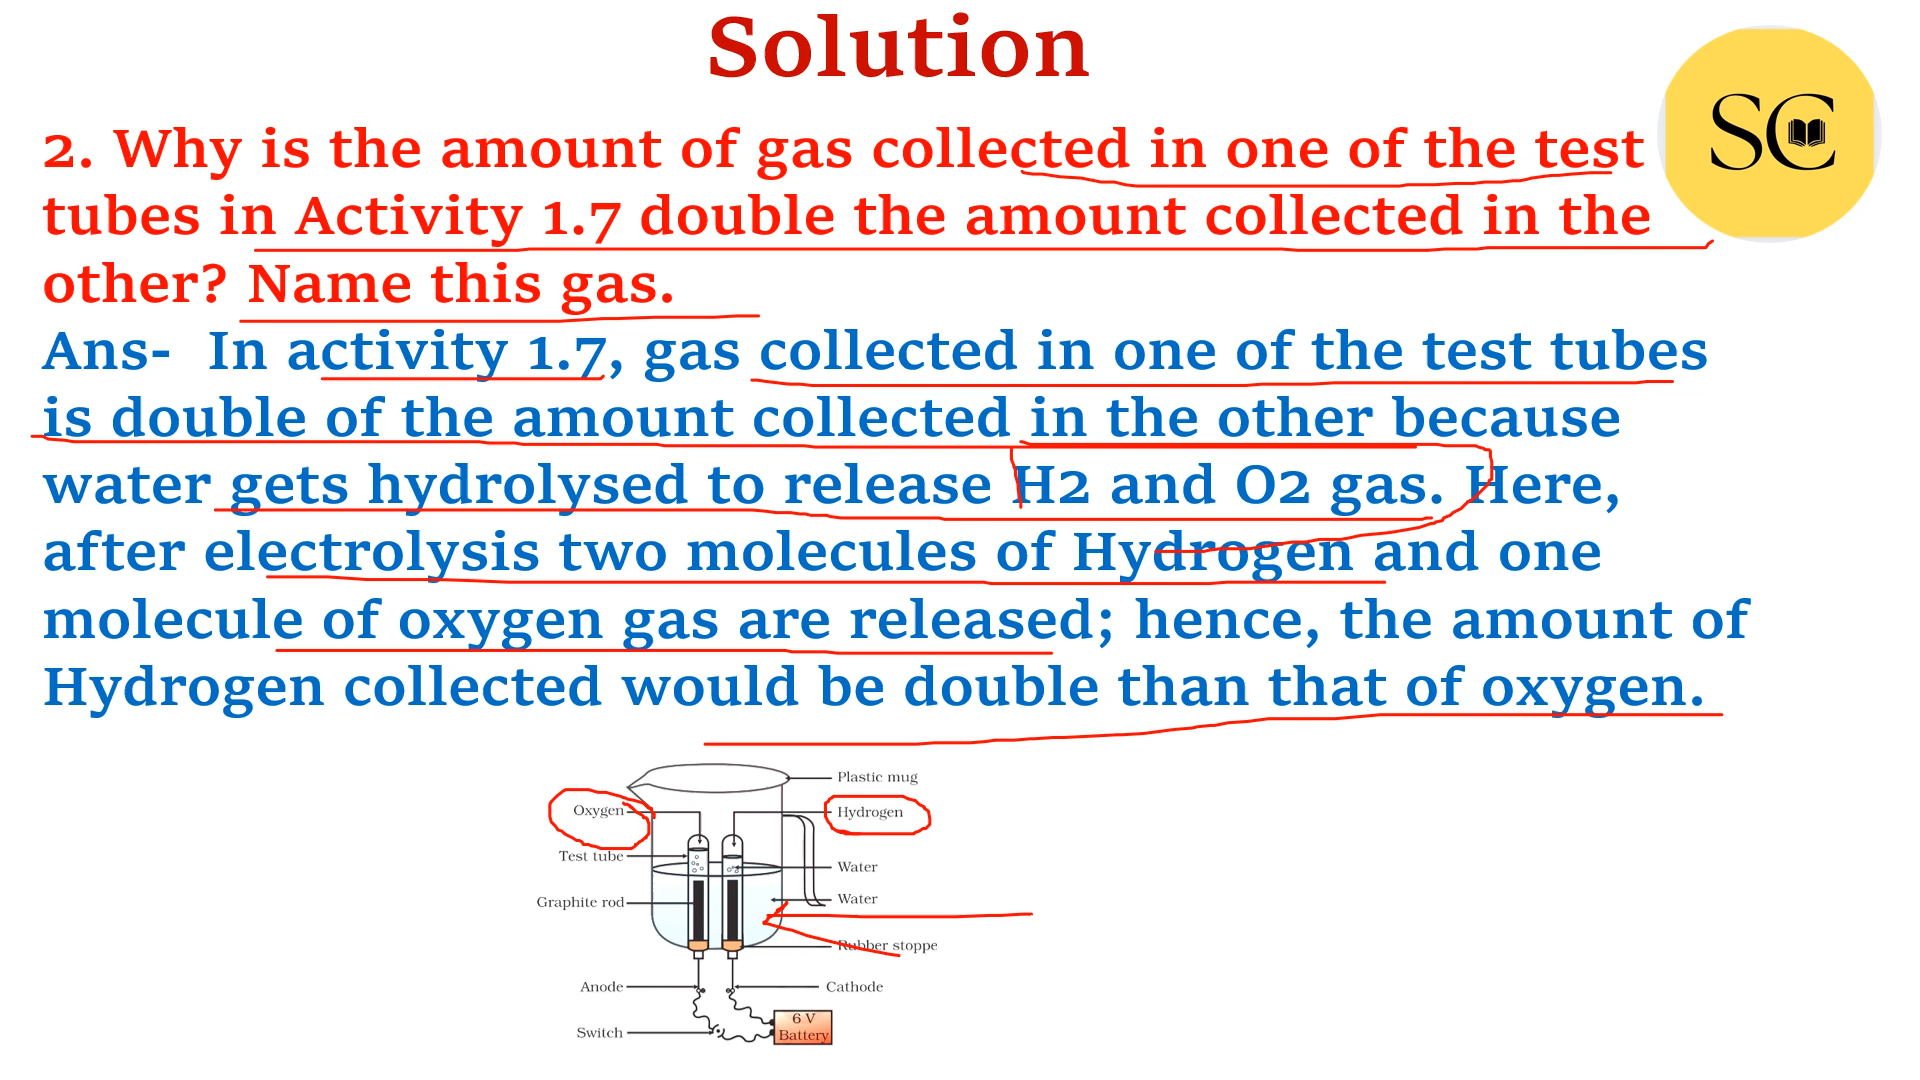 Solution
SC
2. Why is the amount of gas collected in one of the test
tubes in Activity 1.7 double the amount collected in the
other? Name this gas.
Ans- In activity 1.7, gas collected in one of the test tubes
is double of the amount collected in the other because
water gets hydrolysed to release H2 and O2 gas. Here,
after electrolysis two molecules of Hydrogen and one
molecule of oxygen gas are released; hence, the amount of
Hydrogen collected would be double than that of oxygen.
Plastic mug
Oxygen
Hydrogen
Test tube
Water
Graphite rod
Water
Rubber stoppe
Anode
Cathode
Switch
6 V
Battery